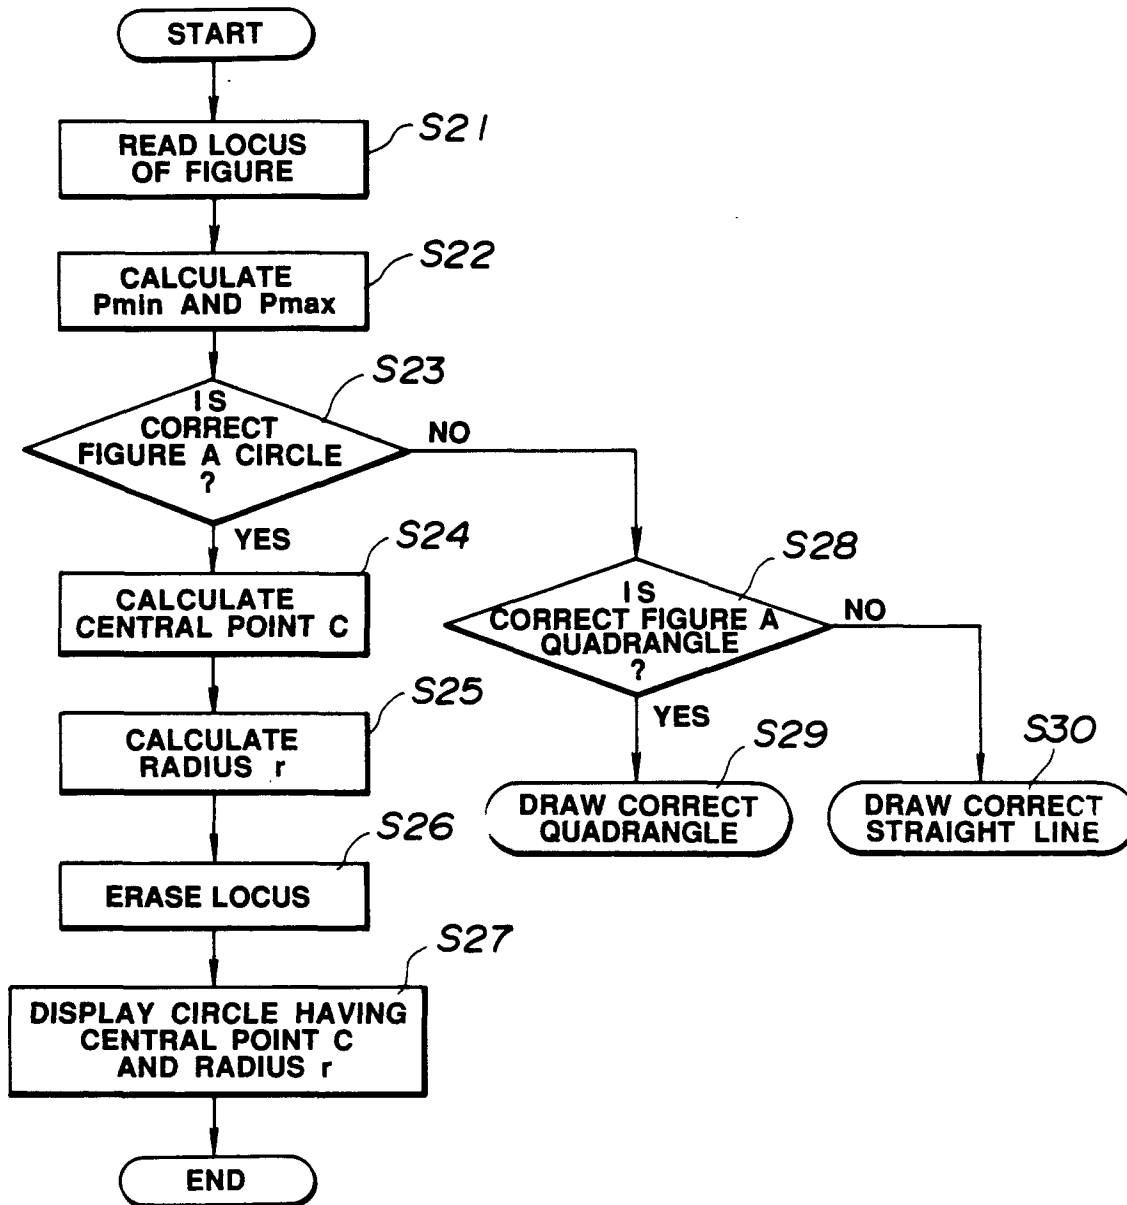 START
S21
READ LOCUS
OF FIGURE
S22
CALCULATE
Pmin AND Pmax
S23
IS
CORRECT
FIGURE A CIRCLE
?
NO
YES
S24
CALCULATE
CENTRAL POINT C
S28
IS
CORRECT FIGURE A
QUADRANGLE
?
NO
YES
S25
CALCULATE
RADIUS r
S29
DRAW CORRECT
QUADRANGLE
S30
DRAW CORRECT
STRAIGHT LINE
S26
ERASE LOCUS
S27
DISPLAY CIRCLE HAVING
CENTRAL POINT C
AND RADIUS r
END